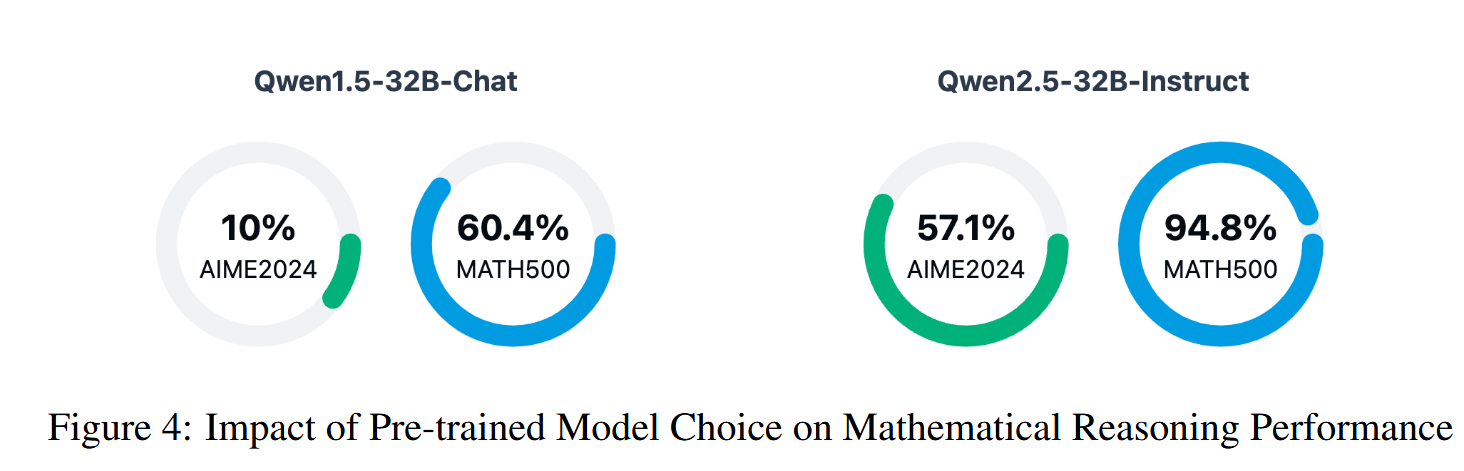 Qwen1.5-32B-Chat
Qwen2.5-32B-Instruct
10%
AIME2024
60.4%
MATH500
57.1%
AIME2024
94.8%
MATH500
Figure 4: Impact of Pre-trained Model Choice on Mathematical Reasoning Performance